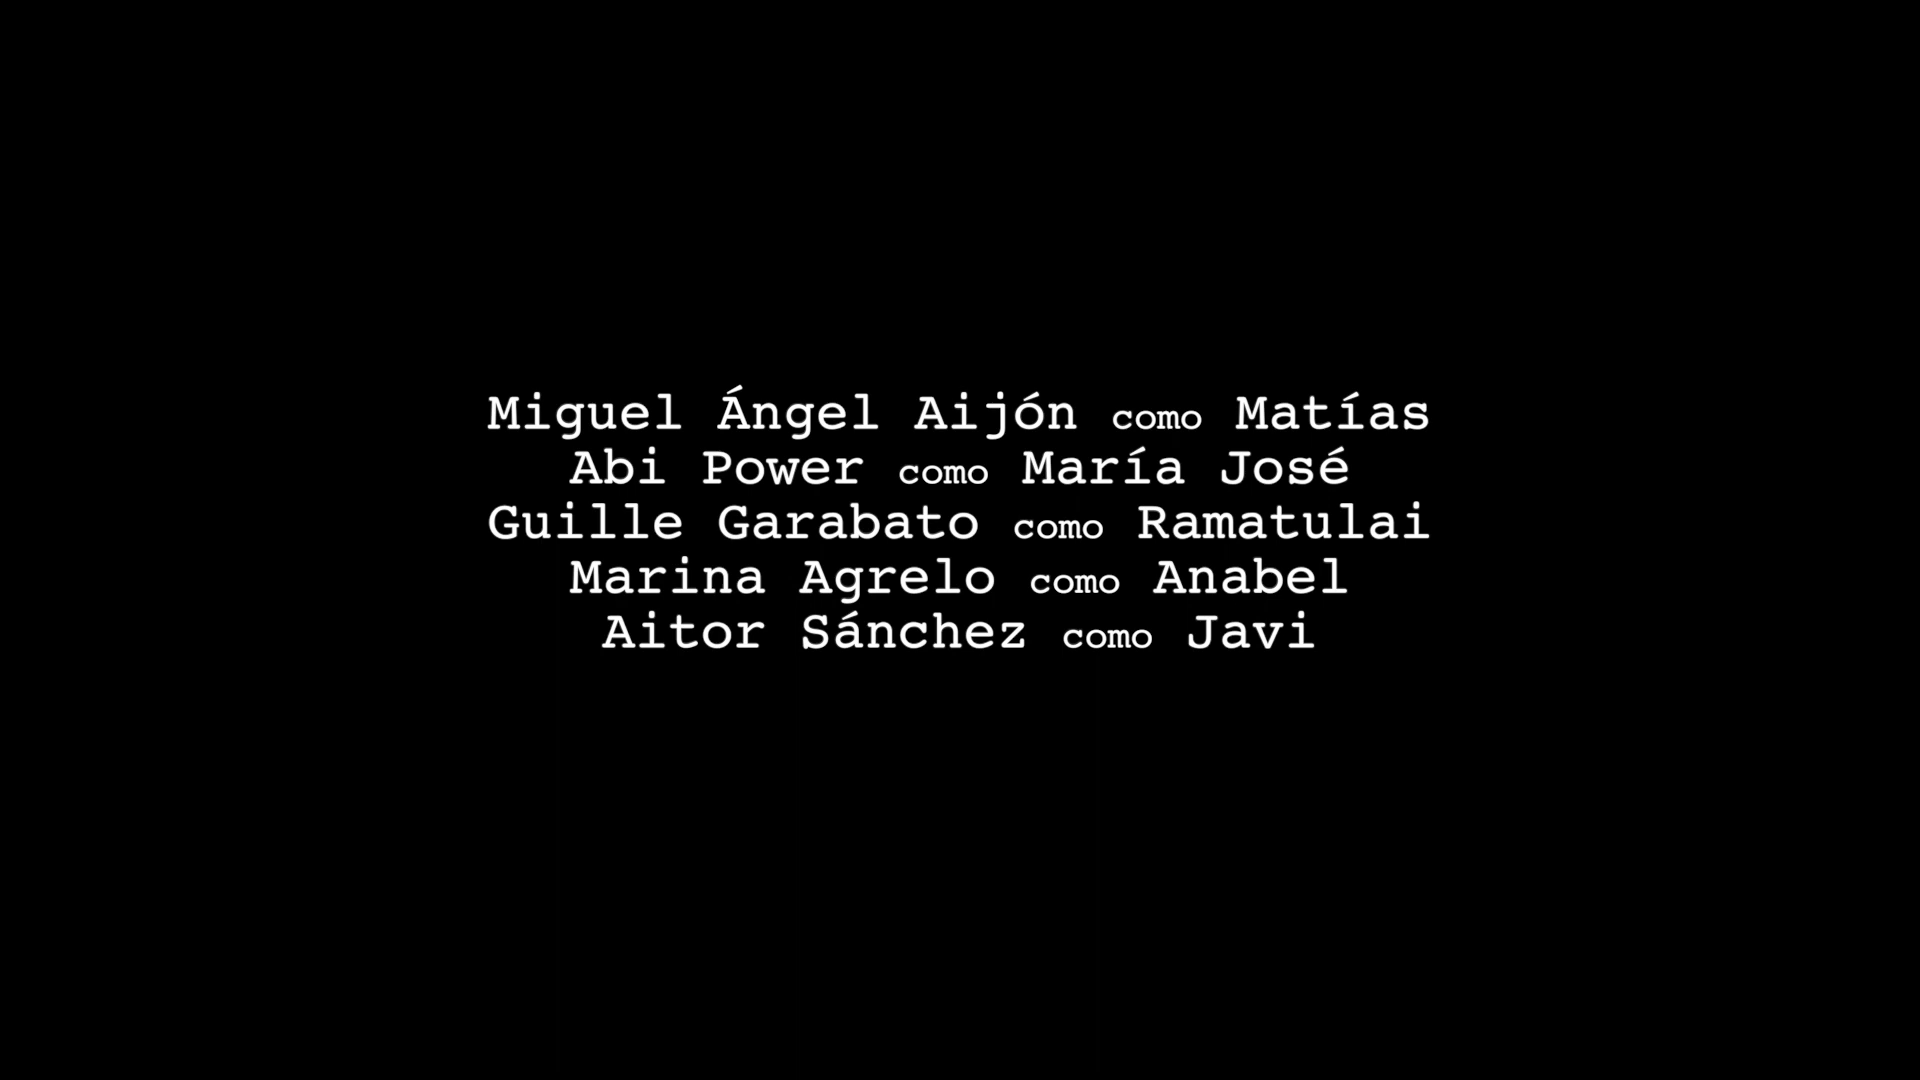 Miguel Ángel Aijón como Matías
Abi Power como María José
Guille Garabato como Ramatulai
Marina Agrelo como Anabel
Aitor Sánchez como Javi